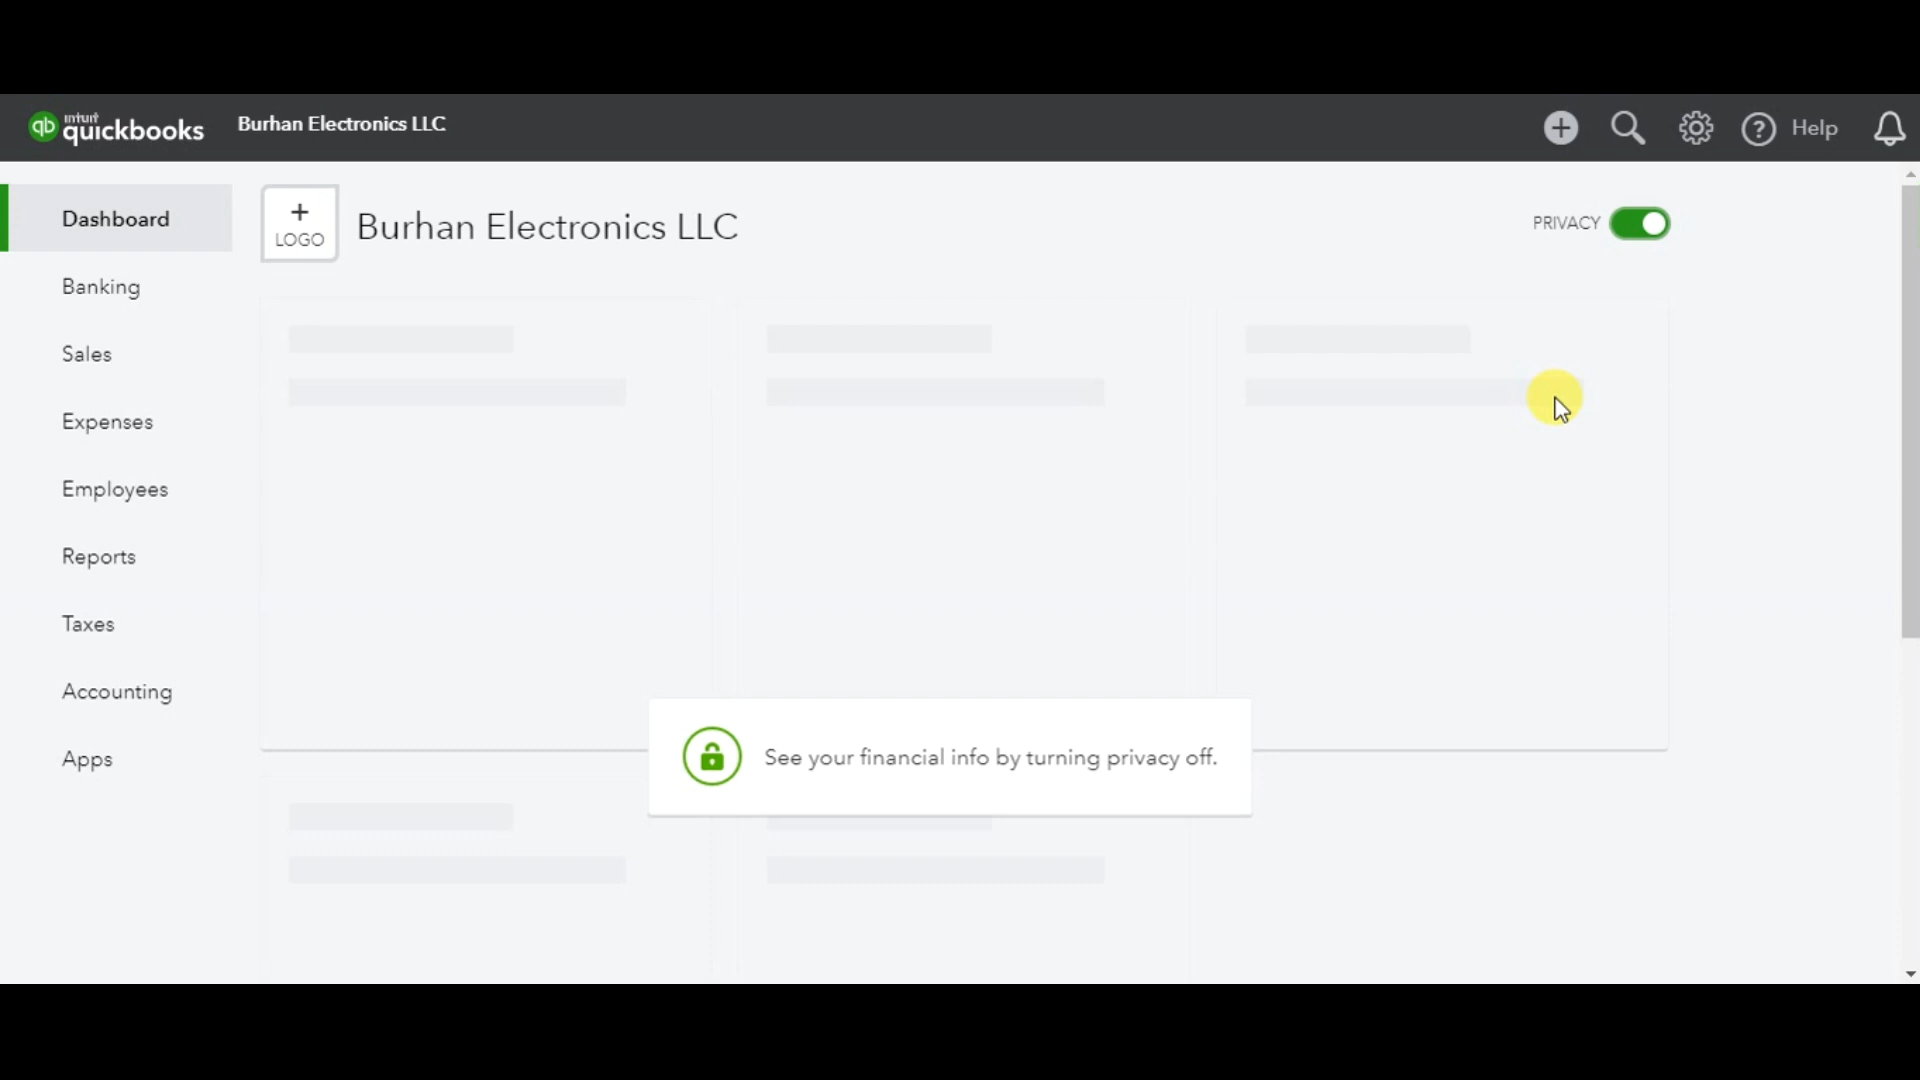 intuit
quickbooks
Burhan Electronics LLC
Help
Dashboard
Banking
Sales
Expenses
Employees
Reports
Taxes
Accounting
Apps
+
LOGO
Burhan Electronics LLC
PRIVACY
See your financial info by turning privacy off.